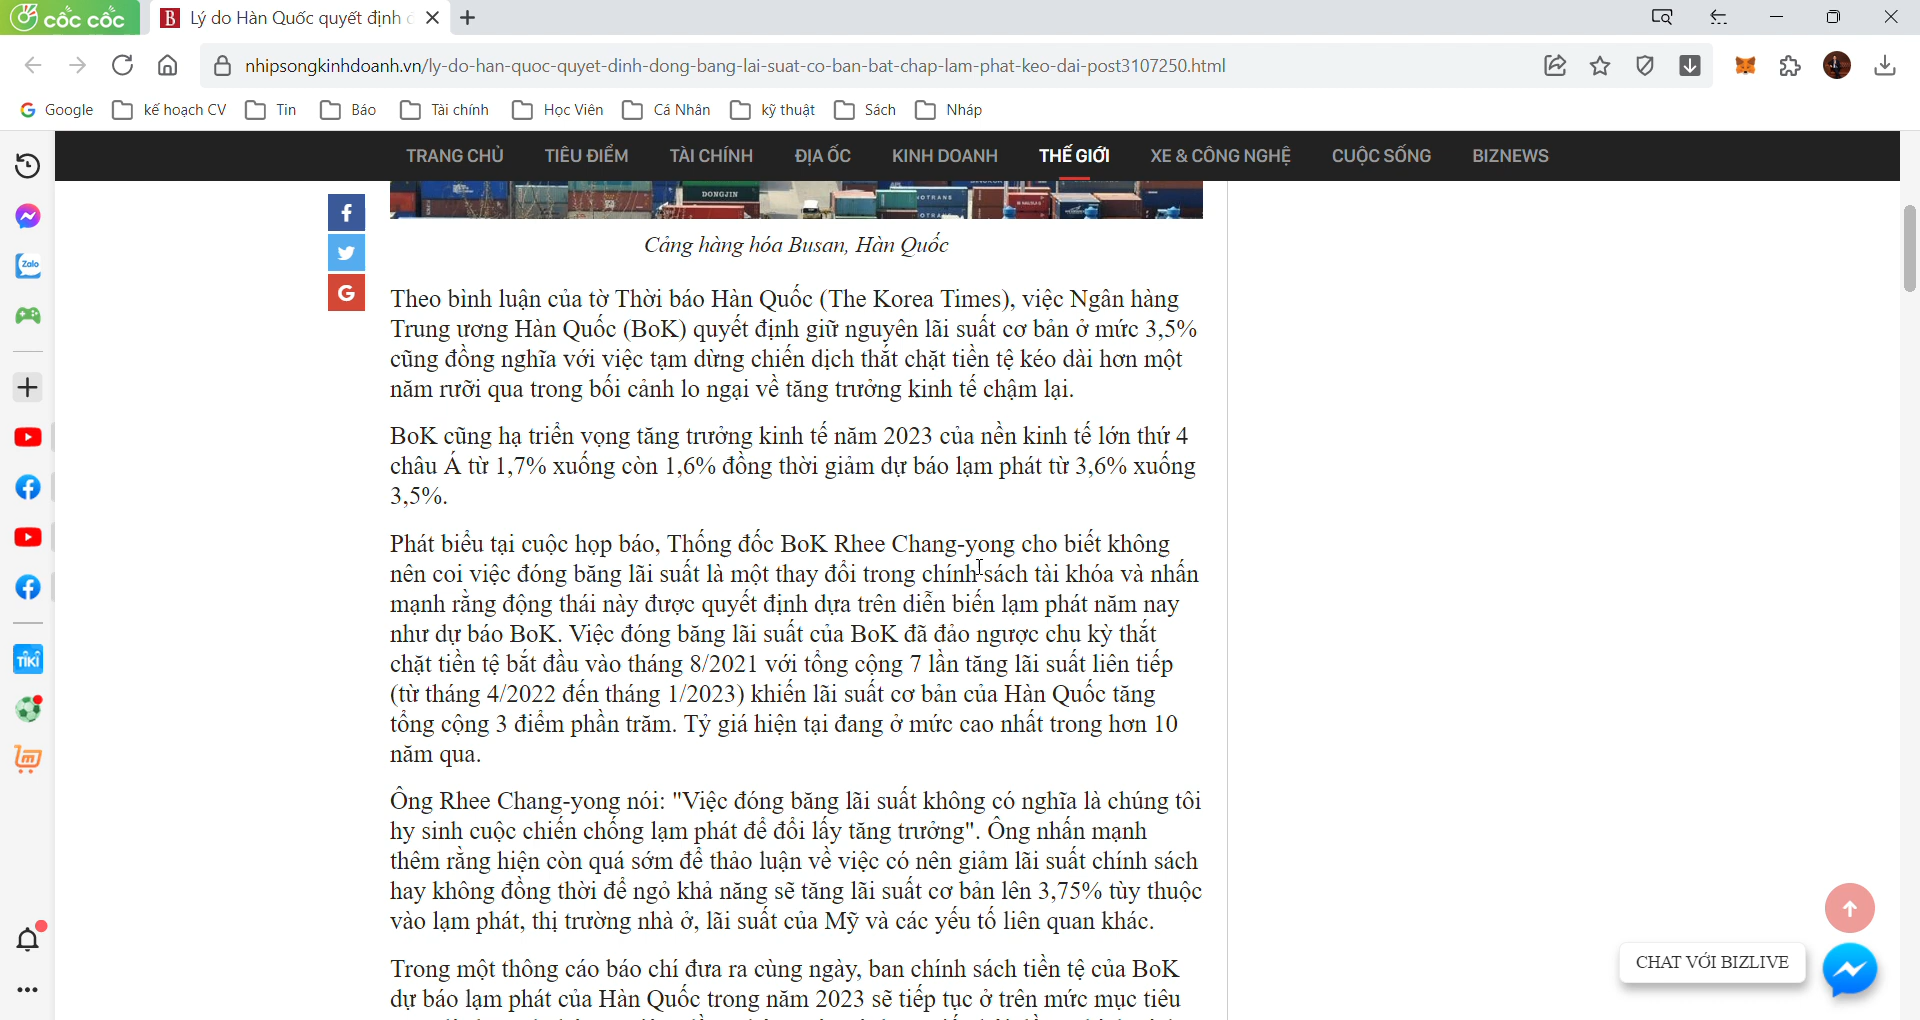 cốc cốc
B Lý do Hàn Quốc quyết định
nhipsongkinhdoanh.vn/ly-do-han-quoc-quyet-dinh-dong-bang-lai-suat-co-ban-bat-chap-lam-phat-keo-dai-post3107250.html
Google kế hoạch CV Tin Báo Tài chính Học Viên Cá Nhân kỹ thuật Sách Nháp
TRANG CHỦ TIÊU ĐIỂM TÀI CHÍNH ĐỊA ỐC KINH DOANH THẾ GIỚI XE & CÔNG NGHỆ CUỘC SỐNG BIZNEWS
DONGJIN
Cảng hàng hóa Busan, Hàn Quốc
Zalo
Theo bình luận của tờ Thời báo Hàn Quốc (The Korea Times), việc Ngân hàng
Trung ương Hàn Quốc (BoK) quyết định giữ nguyên lãi suất cơ bản ở mức 3,5%
cũng đồng nghĩa với việc tạm dừng chiến dịch thắt chặt tiền tệ kéo dài hơn một
năm rưỡi qua trong bối cảnh lo ngại về tăng trưởng kinh tế chậm lại.
BoK cũng hạ triển vọng tăng trưởng kinh tế năm 2023 của nền kinh tế lớn thứ 4
châu Á từ 1,7% xuống còn 1,6% đồng thời giảm dự báo lạm phát từ 3,6% xuống
3,5%.
Phát biểu tại cuộc họp báo, Thống đốc BoK Rhee Chang-yong cho biết không
nên coi việc đóng băng lãi suất là một thay đổi trong chính sách tài khóa và nhấn
mạnh rằng động thái này được quyết định dựa trên diễn biến lạm phát năm nay
như dự báo BoK. Việc đóng băng lãi suất của BoK đã đảo ngược chu kỳ thắt
chặt tiền tệ bắt đầu vào tháng 8/2021 với tổng cộng 7 lần tăng lãi suất liên tiếp
(từ tháng 4/2022 đến tháng 1/2023) khiến lãi suất cơ bản của Hàn Quốc tăng
tổng cộng 3 điểm phần trăm. Tỷ giá hiện tại đang ở mức cao nhất trong hơn 10
năm qua.
TIKI
Ông Rhee Chang-yong nói: "Việc đóng băng lãi suất không có nghĩa là chúng tôi
hy sinh cuộc chiến chống lạm phát để đổi lấy tăng trưởng". Ông nhấn mạnh
thêm rằng hiện còn quá sớm để thảo luận về việc có nên giảm lãi suất chính sách
hay không đồng thời để ngỏ khả năng sẽ tăng lãi suất cơ bản lên 3,75% tùy thuộc
vào lạm phát, thị trường nhà ở, lãi suất của Mỹ và các yếu tố liên quan khác.
Trong một thông cáo báo chí đưa ra cùng ngày, ban chính sách tiền tệ của BoK
dự báo lạm phát của Hàn Quốc trong năm 2023 sẽ tiếp tục ở trên mức mục tiêu
CHAT VỚI BIZLIVE